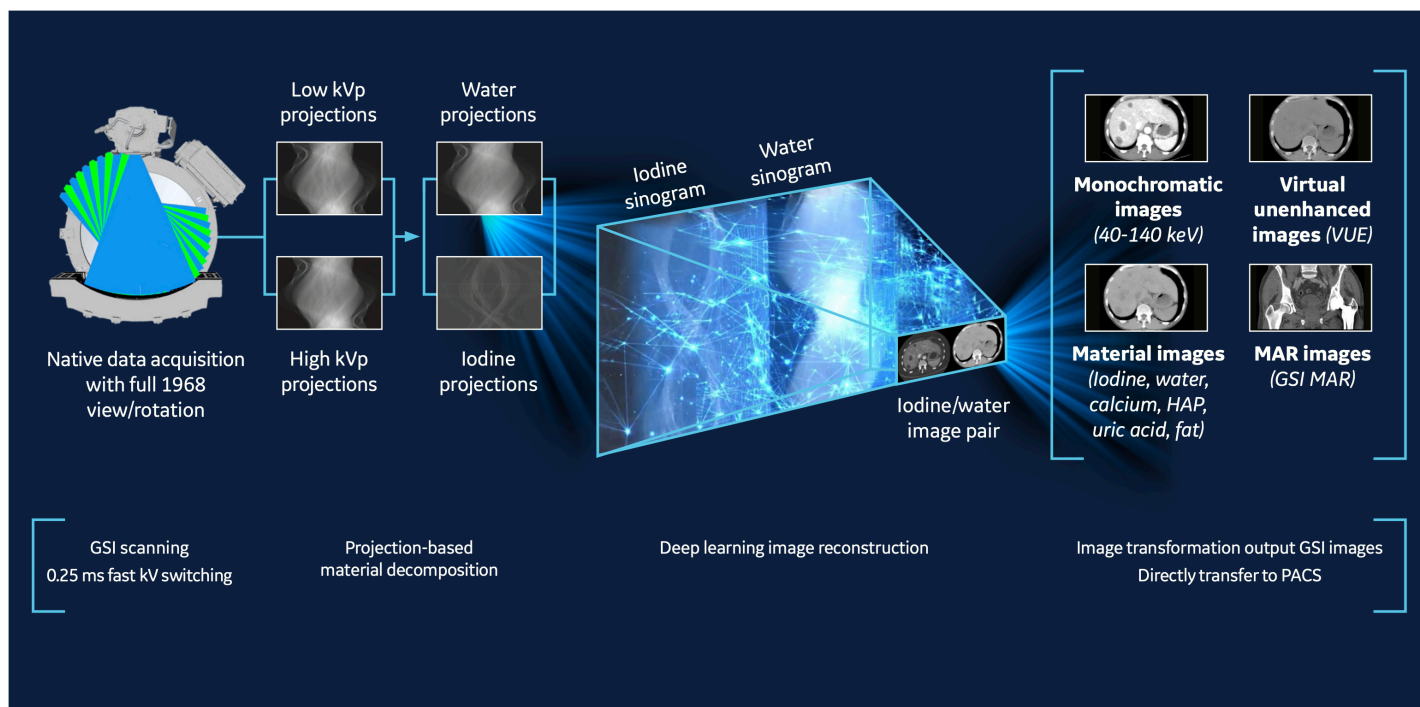 Low kVp
projections
Water
projections
Native data acquisition
with full 1968
view/rotation
High kVp
projections
Iodine
projections
Iodine
sinogram
Water
sinogram
Iodine/water
image pair
Monochromatic
images
(40-140 keV)
Virtual
unenhanced
images (VUE)
Material images
(Iodine, water,
calcium, HAP,
uric acid, fat)
MAR images
(GSI MAR)
GSI scanning
0.25 ms fast kV switching
Projection-based
material decomposition
Deep learning image reconstruction
Image transformation output GSI images
Directly transfer to PACS